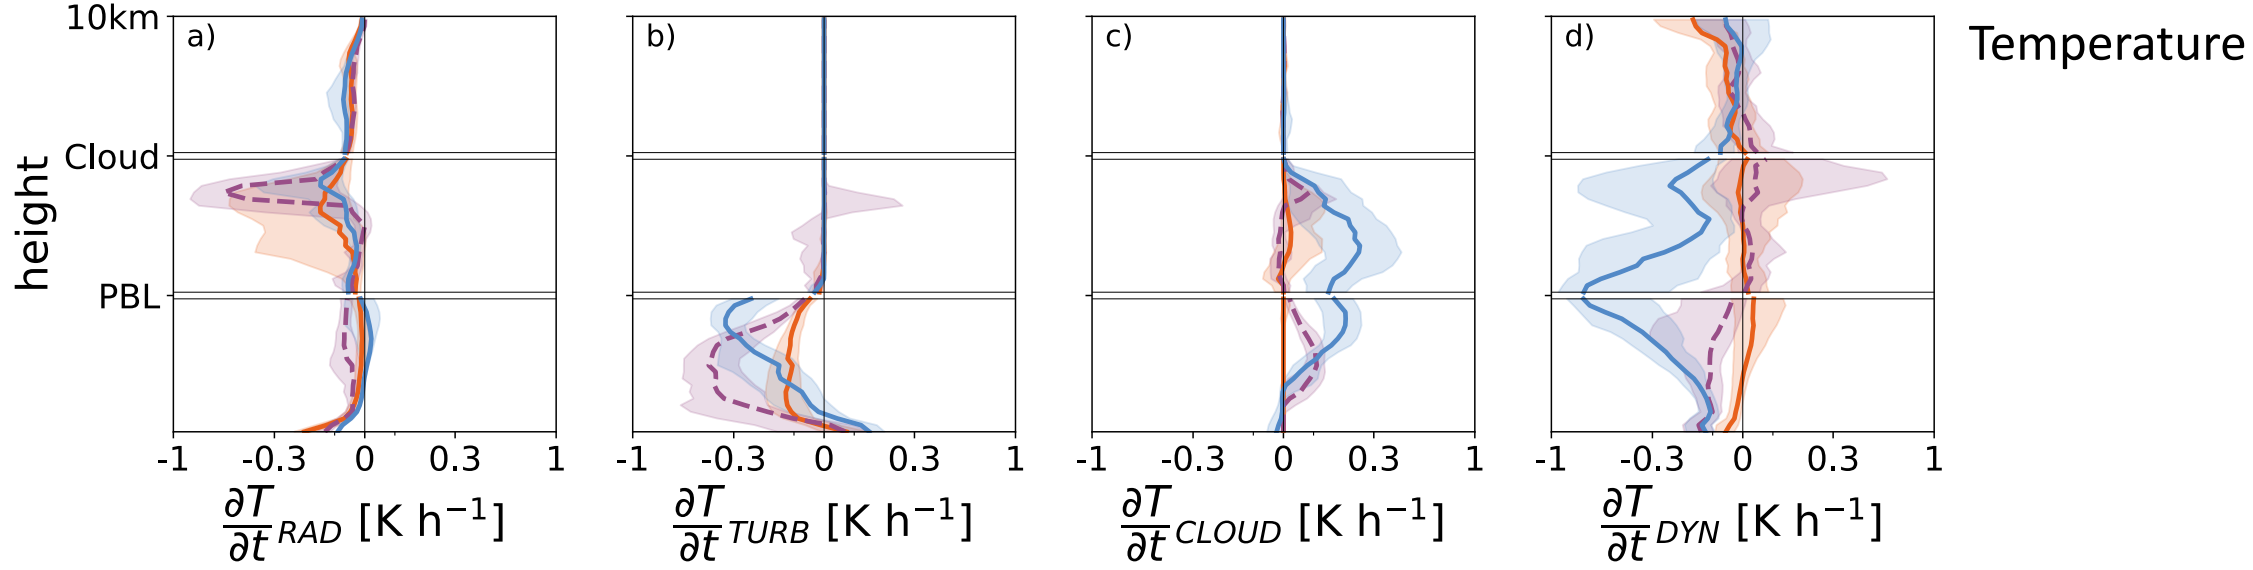 10km
Cloud
PBL
height
a)
b)
c)
d)
Temperature
-1 -0.3 0 0.3 1
-1 -0.3 0 0.3 1
-1 -0.3 0 0.3 1
-1 -0.3 0 0.3 1
∂T/∂t RAD [K h⁻¹]
∂T/∂t TURB [K h⁻¹]
∂T/∂t CLOUD [K h⁻¹]
∂T/∂t DYN [K h⁻¹]